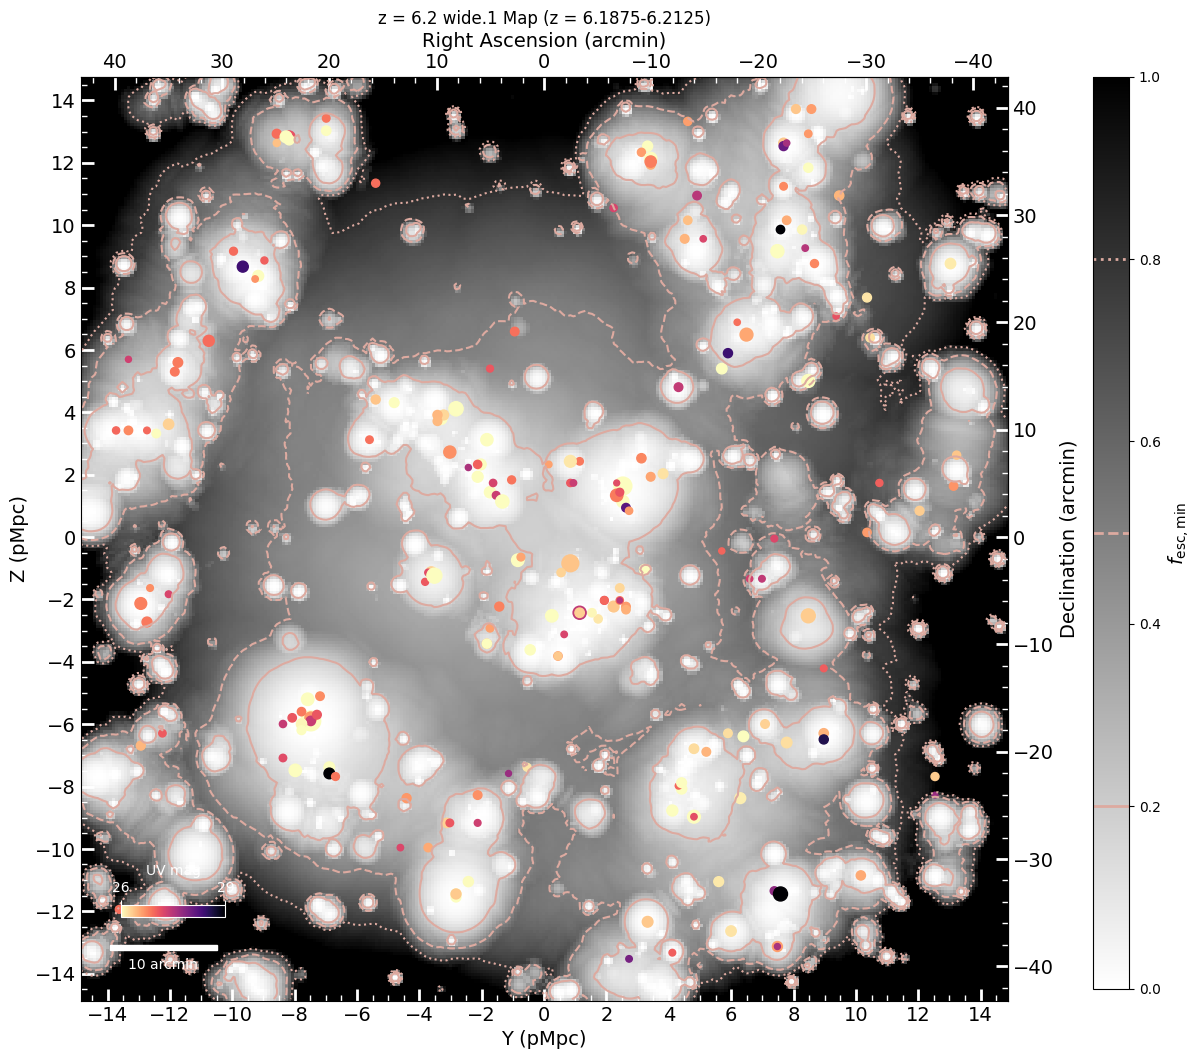 z = 6.2 wide.1 Map (z = 6.1875-6.2125)
Right Ascension (arcmin)
40 30 20 10 0 −10 −20 −30 −40
14 12 10 8 6 4 2 0 −2 −4 −6 −8 −10 −12 −14
Z (pMpc)
40 30 20 10 0 −10 −20 −30 −40
Declination (arcmin)
1.0 0.8 0.6 0.4 0.2 0.0
f_esc,min
UV mag
26 29
10 arcmin
−14 −12 −10 −8 −6 −4 −2 0 2 4 6 8 10 12 14
Y (pMpc)